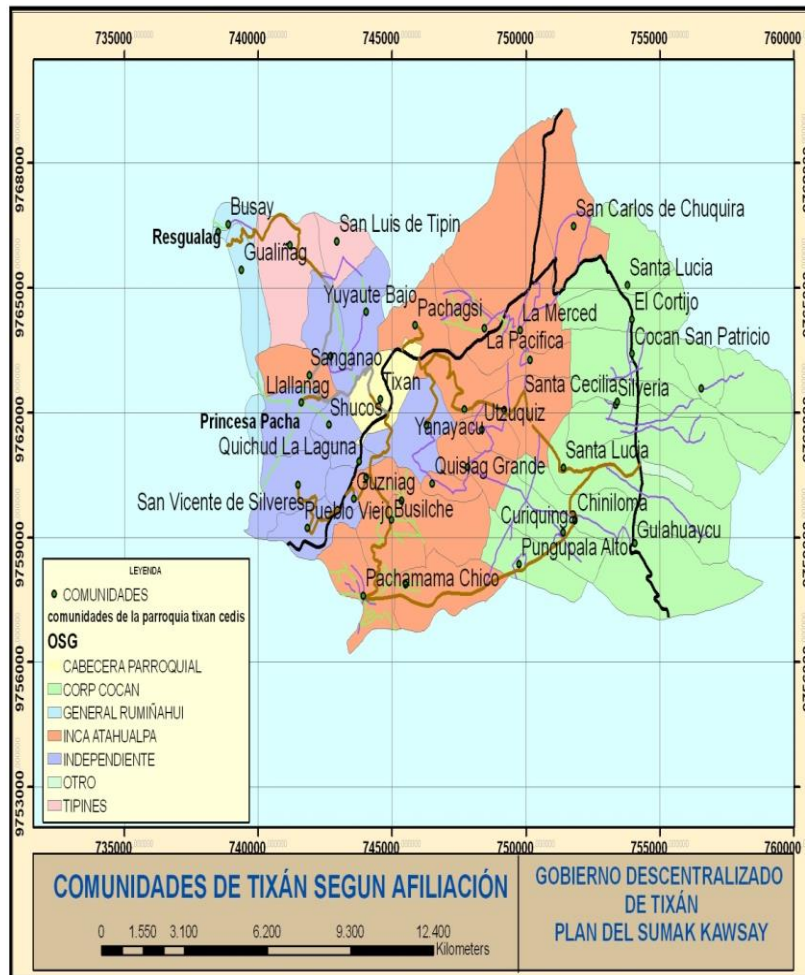 735000 740000 745000 750000 755000 760000
9768000
9765000
9762000
9759000
9756000
9753000
Busay
Resgualag
San Luis de Tipin
San Carlos de Chuquira
Gualiñag
Santa Lucia
Yuyaute Bajo
Pachagsi
La Merced
El Cortijo
La Pacifica
Cocan San Patricio
Sanganao
Llallanag
Tixan
Santa Cecilia
Silveria
Shucos
Utzuquiz
Princesa Pacha
Yanayacu
Quichud La Laguna
Quislag Grande
Santa Lucia
Guzniag
San Vicente de Silveres
Pueblo Viejo
Busilche
Curiquinga
Chiniloma
Pungupala Alto
Gulahuaycu
Pachamama Chico
LEYENDA
COMUNIDADES
comunidades de la parroquia tixan cedis
OSG
CABECERA PARROQUIAL
CORP COCAN
GENERAL RUMIÑAHUI
INCA ATAHUALPA
INDEPENDIENTE
OTRO
TIPINES
735000 740000 745000 750000 755000 760000
COMUNIDADES DE TIXÁN SEGUN AFILIACIÓN
0 1.550 3.100 6.200 9.300 12.400
Kilometers
GOBIERNO DESCENTRALIZADO
DE TIXÁN
PLAN DEL SUMAK KAWSAY